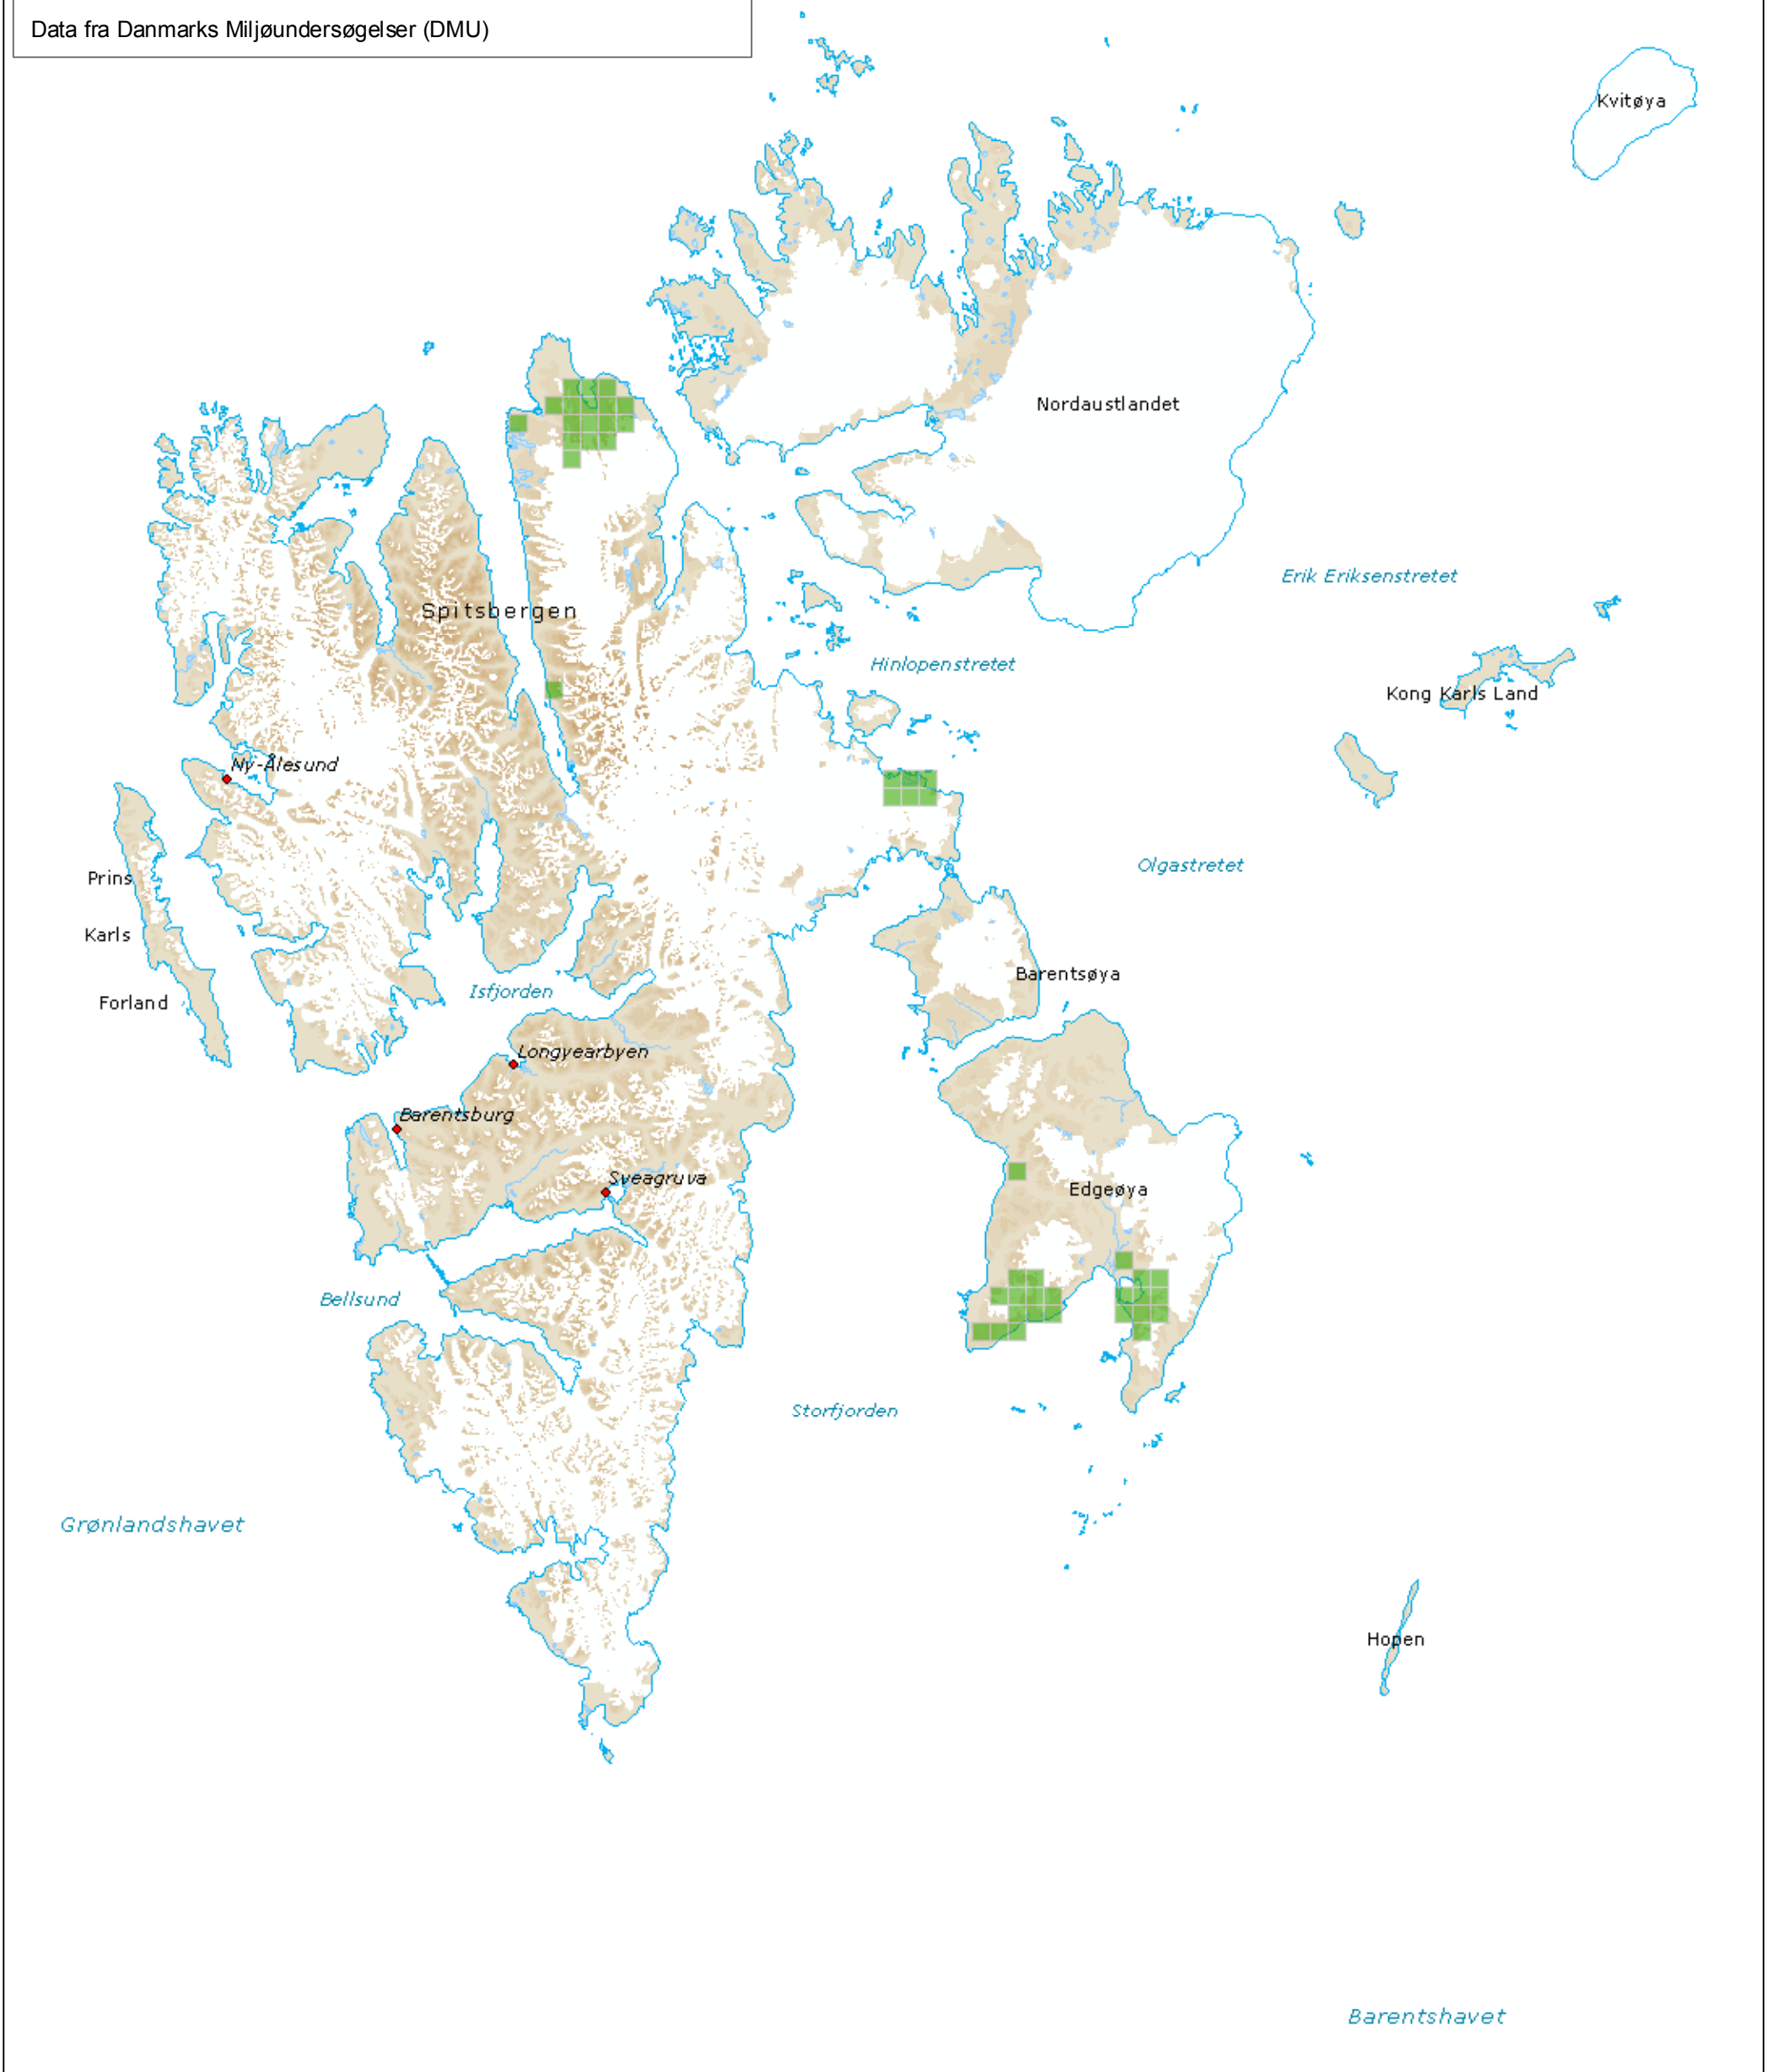 Data fra Danmarks Miljøundersøgelser (DMU)
Kvitøya
Nordaustlandet
Erik Eriksenstretet
Spitsbergen
Hinlopenstretet
Kong Karls Land
Ny-Ålesund
Olgastretet
Prins
Karls
Forland
Barentsøya
Isfjorden
Longyearbyen
Barentsburg
Sveagruva
Edgeøya
Bellsund
Storfjorden
Grønlandshavet
Hopen
Barentshavet